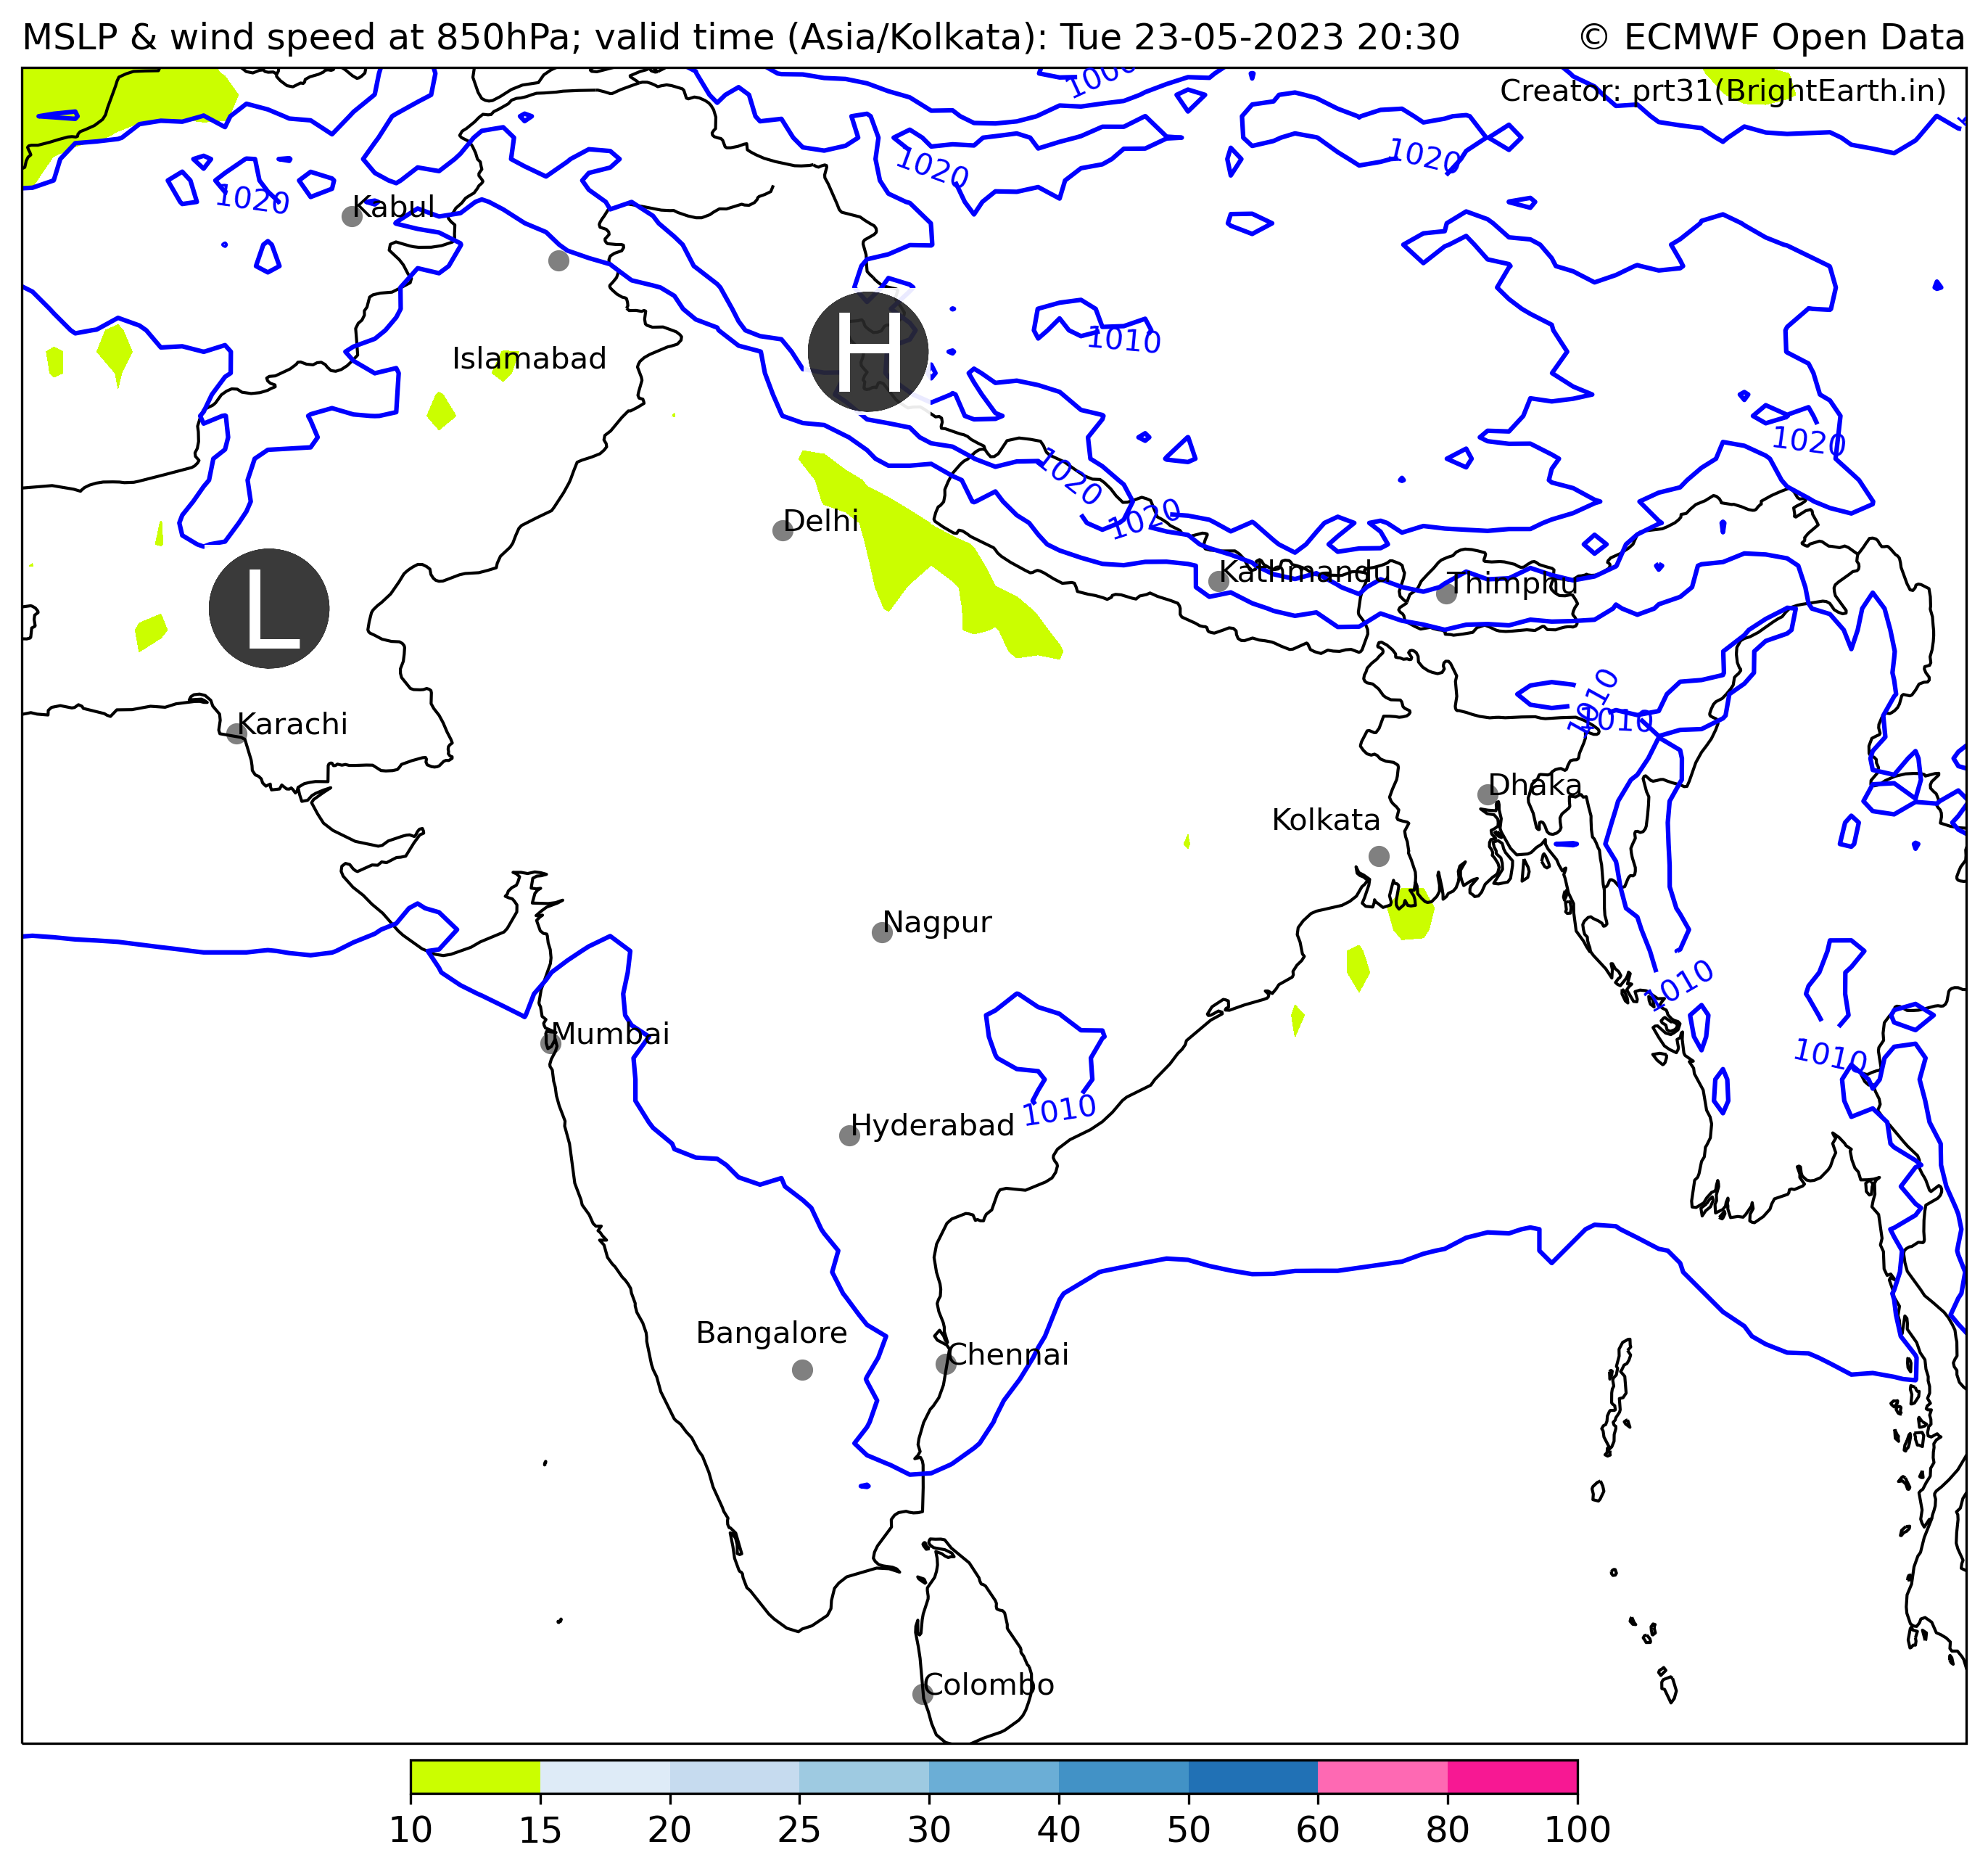 MSLP & wind speed at 850hPa; valid time (Asia/Kolkata): Tue 23-05-2023 20:30
© ECMWF Open Data
Creator: prt31(BrightEarth.in)
1020
1020
1020
Kabul
H
1010
Islamabad
1020
1020
Delhi
1020
Kathmandu
Thimphu
L
1010
1010
Karachi
Dhaka
Kolkata
Nagpur
1010
Mumbai
1010
1010
Hyderabad
Bangalore
Chennai
Colombo
10 15 20 25 30 40 50 60 80 100